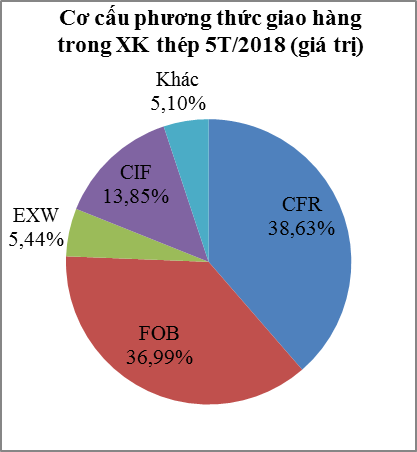 Cơ cấu phương thức giao hàng
trong XK thép 5T/2018 (giá trị)
Khác
5,10%
CIF
13,85%
CFR
38,63%
EXW
5,44%
FOB
36,99%